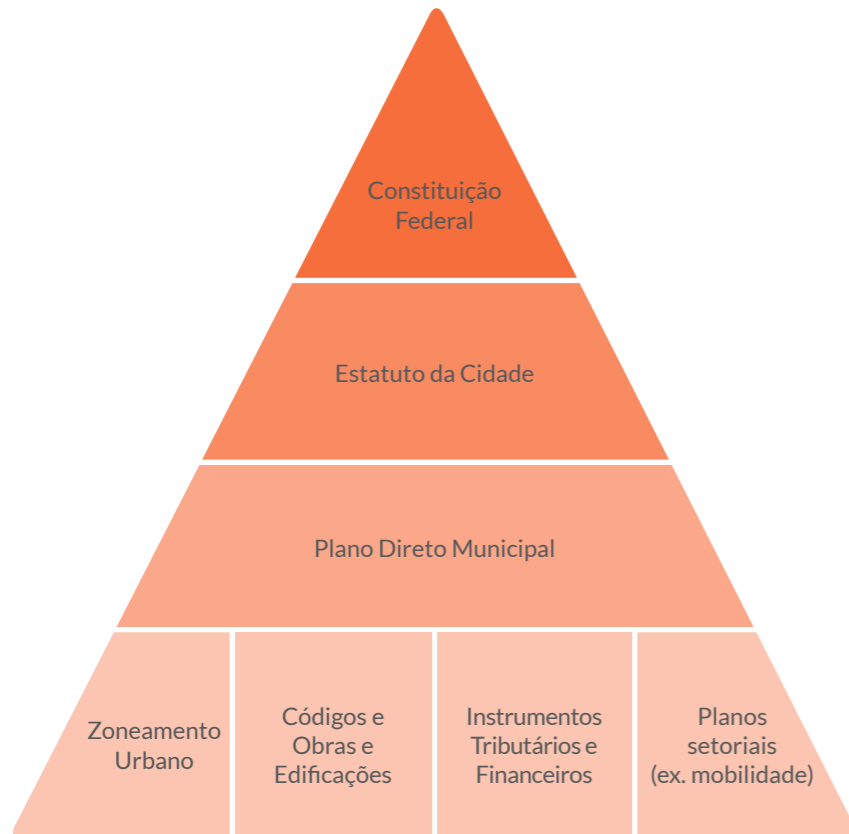 Constituição
Federal
Estatuto da Cidade
Plano Direto Municipal
Zoneamento
Urbano
Códigos e
Obras e
Edificações
Instrumentos
Tributários e
Financeiros
Planos
setoriais
(ex. mobilidade)